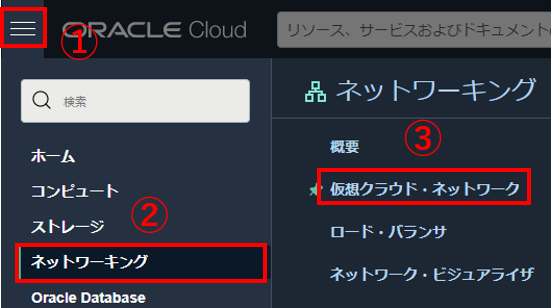 ①
ORACLE Cloud
リソース、サービスおよびドキュメントの
検索
ホーム
コンピュート
ストレージ
②
ネットワーキング
Oracle Database
ネットワーキング
概要
③
仮想クラウド・ネットワーク
ロード・バランサ
ネットワーク・ビジュアライザ